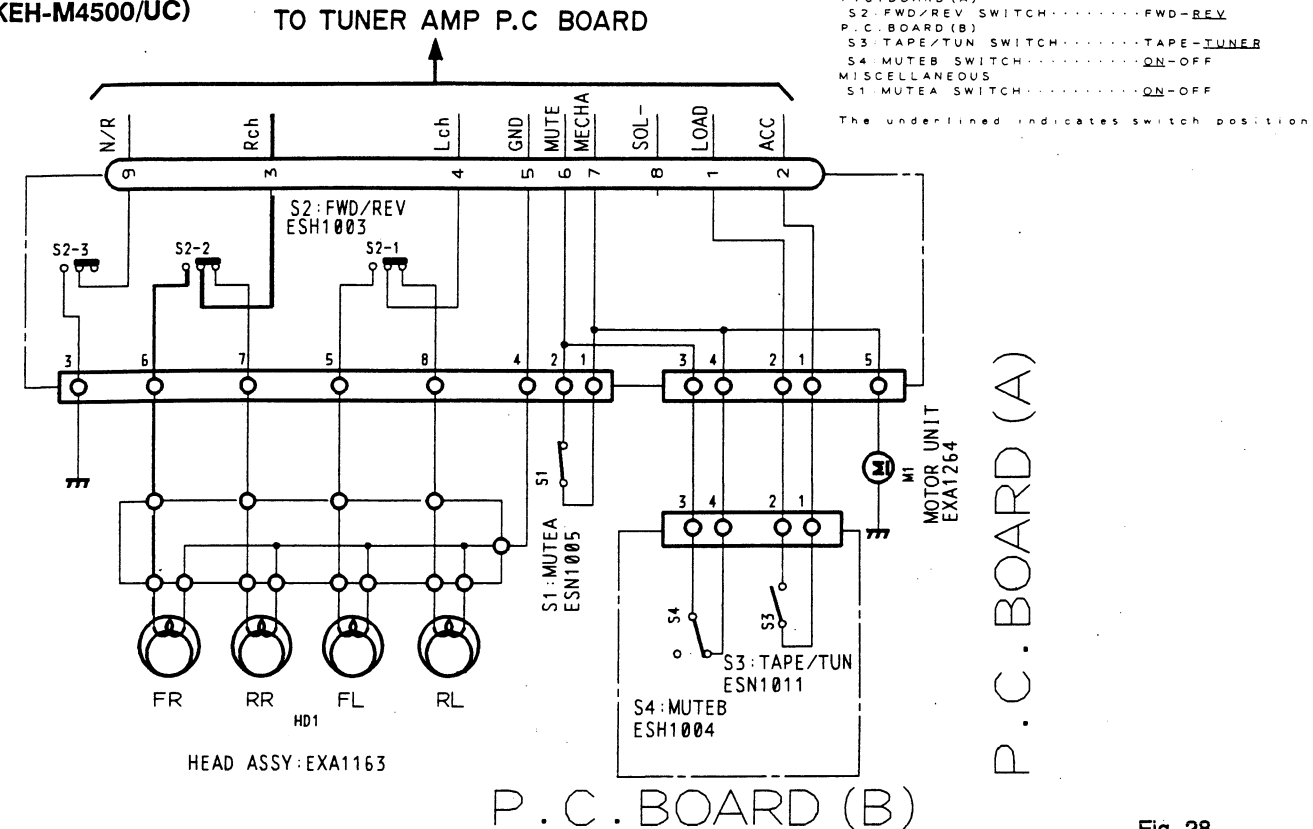 KEH-M4500/UC)
TO TUNER AMP P.C BOARD
S2:FWD/REV SWITCH········FWD-REV
P.C.BOARD(B)
S3:TAPE/TUN SWITCH·······TAPE-TUNER
S4:MUTEB SWITCH··········ON-OFF
MISCELLANEOUS
S1:MUTEA SWITCH··········ON-OFF
The underlined indicates switch position
N/R
Rch
Lch
GND
MUTE
MECHA
SOL-
LOAD
ACC
9 3 4 5 6 7 8 1 2
S2:FWD/REV
ESH1003
S2-3
S2-2
S2-1
3 6 7 5 8 4 2 1
3 4 2 1 5
S1
S1:MUTEA
ESN1005
M
M1
MOTOR UNIT
EXA1264
3 4 2 1
S4
S3
S3:TAPE/TUN
ESN1011
S4:MUTEB
ESH1004
FR RR FL RL
HD1
HEAD ASSY:EXA1163
P.C.BOARD (A)
P.C.BOARD (B)